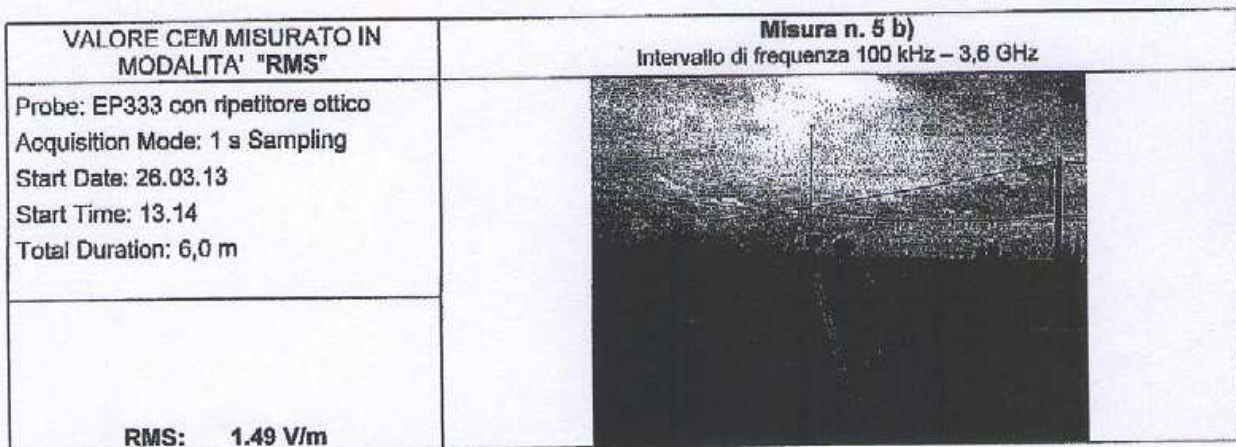 VALORE CEM MISURATO IN
MODALITA' "RMS"
Misura n. 5 b)
Intervallo di frequenza 100 kHz – 3,6 GHz
Probe: EP333 con ripetitore ottico
Acquisition Mode: 1 s Sampling
Start Date: 26.03.13
Start Time: 13.14
Total Duration: 6,0 m
RMS: 1.49 V/m